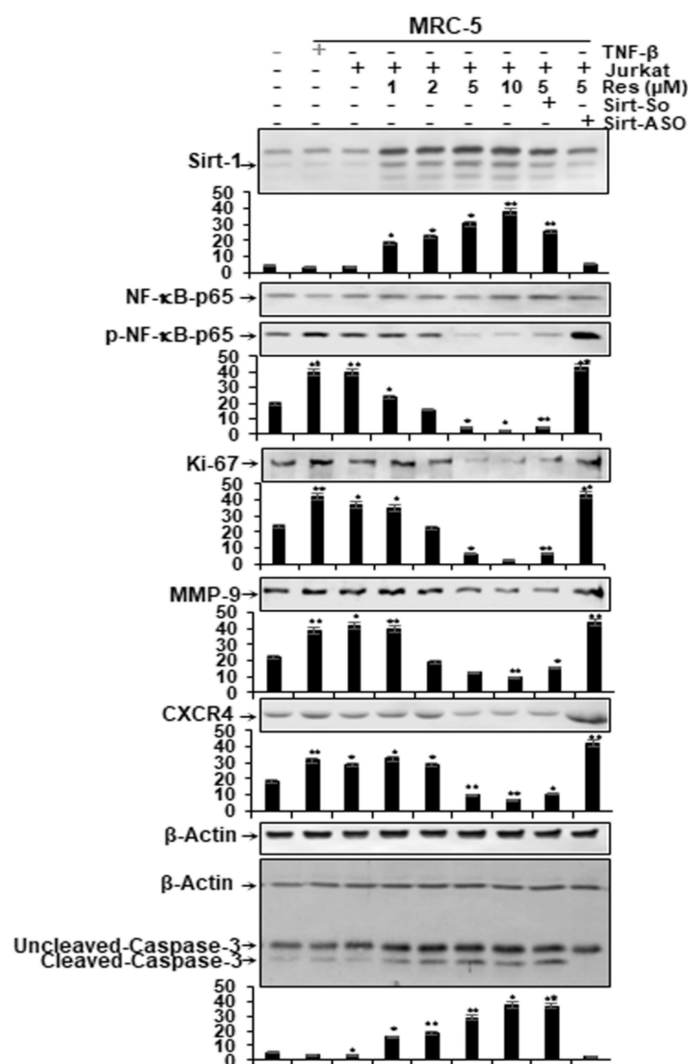 MRC-5
- + - - - - - - - TNF-β
- - + + + + + + + Jurkat
- - - 1 2 5 10 5 5 Res (µM)
- - - - - - - + - Sirt-So
- - - - - - - - + Sirt-ASO
Sirt-1
50
40
30
20
10
0
* * * ** **
NF-κB-p65
p-NF-κB-p65
50
40
30
20
10
0
** ** * * * ** **
Ki-67
50
40
30
20
10
0
** * * * ** **
MMP-9
50
40
30
20
10
0
** * ** ** * **
CXCR4
50
40
30
20
10
0
** * * * ** ** * **
β-Actin
β-Actin
Uncleaved-Caspase-3
Cleaved-Caspase-3
50
40
30
20
10
0
* * ** ** * **